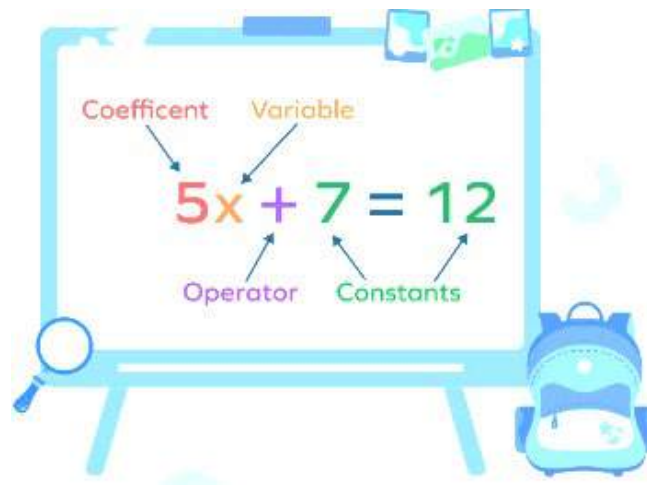 Coefficent Variable
5x + 7 = 12
Operator Constants